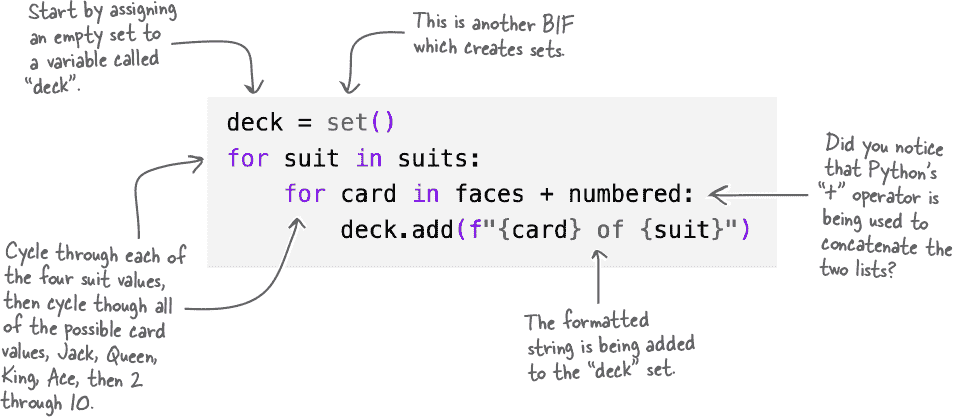 Start by assigning
an empty set to
a variable called
"deck".
This is another BIF
which creates sets.
deck = set()
for suit in suits:
    for card in faces + numbered:
        deck.add(f"{card} of {suit}")
Did you notice
that Python's
"+" operator is
being used to
concatenate the
two lists?
Cycle through each of
the four suit values,
then cycle though all
of the possible card
values, Jack, Queen,
King, Ace, then 2
through 10.
The formatted
string is being added
to the "deck" set.